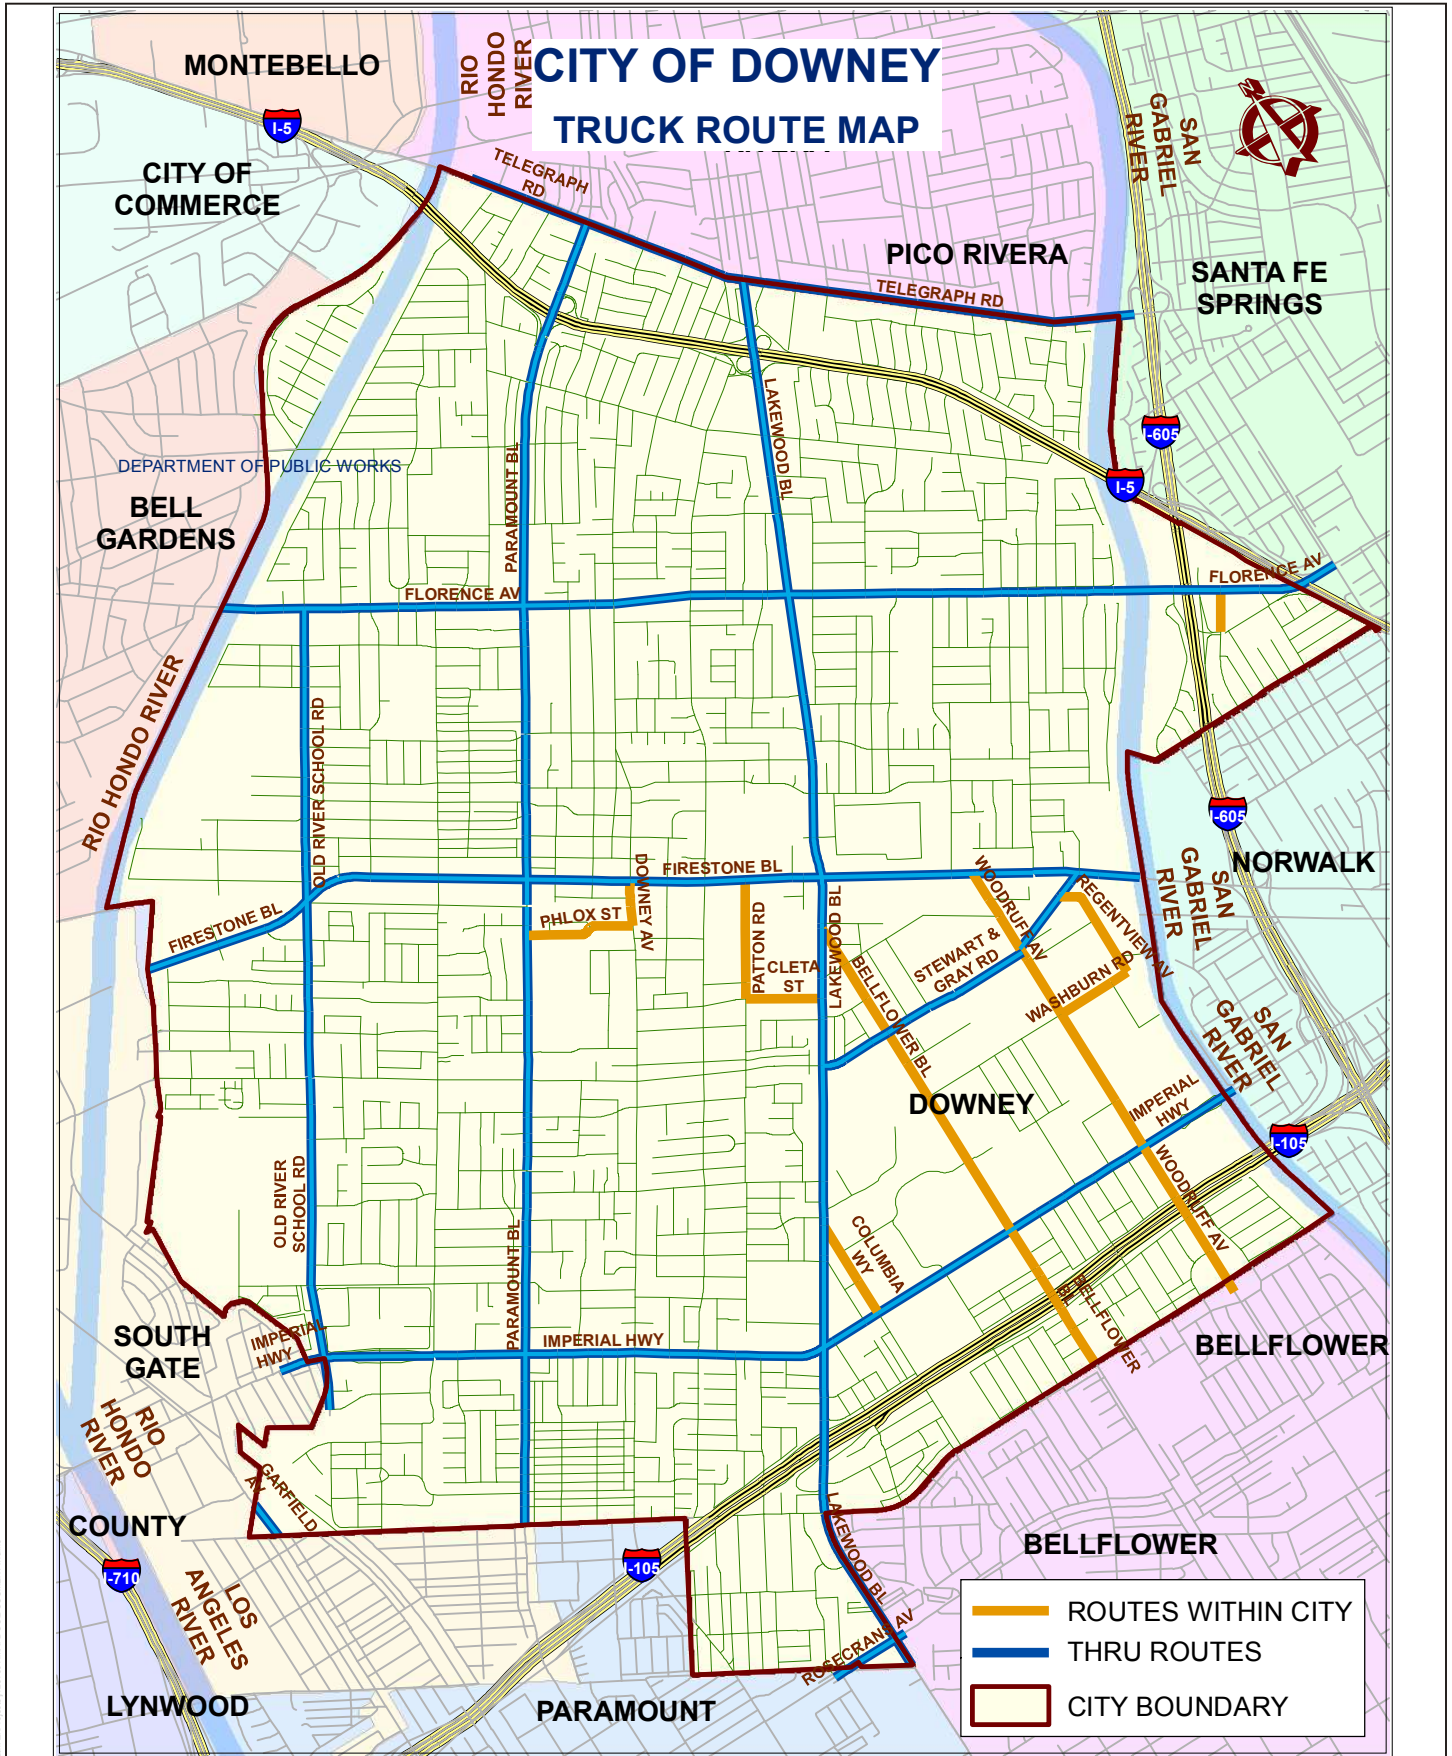 CITY OF DOWNEY
TRUCK ROUTE MAP
MONTEBELLO
RIO
HONDO
RIVER
I-5
CITY OF
COMMERCE
TELEGRAPH
RD
SAN
GABRIEL
RIVER
PICO RIVERA
TELEGRAPH RD
SANTA FE
SPRINGS
I-605
I-5
LAKEWOOD BL
PARAMOUNT BL
DEPARTMENT OF PUBLIC WORKS
BELL
GARDENS
FLORENCE AV
FLORENCE AV
RIO HONDO RIVER
OLD RIVER SCHOOL RD
I-605
NORWALK
SAN
GABRIEL
RIVER
FIRESTONE BL
DOWNEY AV
WOODRUFF AV
REGENTVIEW AV
FIRESTONE BL
PHLOX ST
PATTON RD
CLETA
ST
LAKEWOOD BL
BELLFLOWER BL
STEWART &
GRAY RD
WASHBURN RD
SAN
GABRIEL
RIVER
DOWNEY
IMPERIAL
HWY
I-105
OLD RIVER
SCHOOL RD
WOODRUFF AV
PARAMOUNT BL
COLUMBIA
WY
BELLFLOWER
BL
SOUTH
GATE
IMPERIAL
HWY
IMPERIAL HWY
BELLFLOWER
RIO
HONDO
RIVER
GARFIELD
AV
COUNTY
I-710
LOS
ANGELES
RIVER
I-105
LAKEWOOD BL
BELLFLOWER
ROSECRANS AV
LYNWOOD
PARAMOUNT
ROUTES WITHIN CITY
THRU ROUTES
CITY BOUNDARY